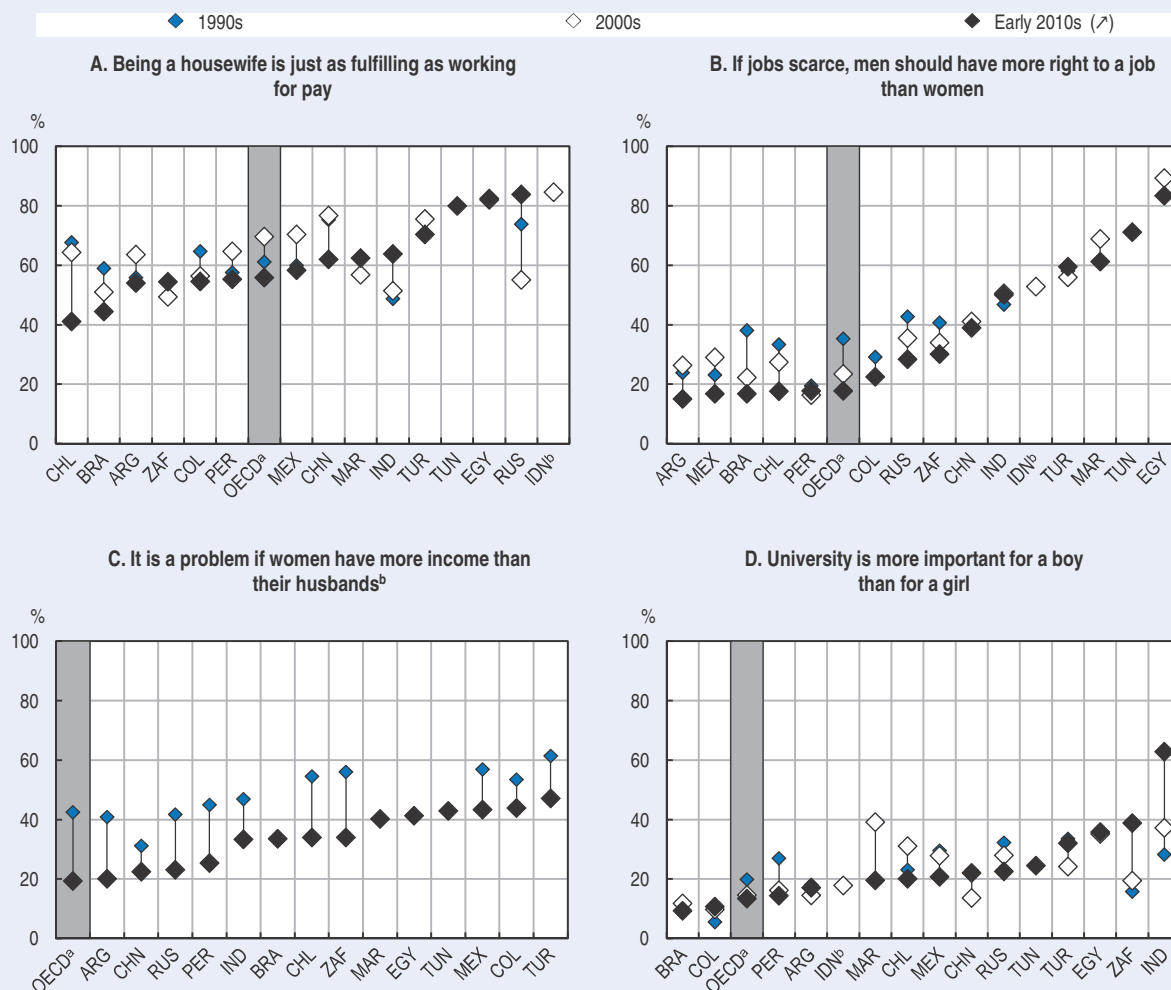 1990s
2000s
Early 2010s (↗)
A. Being a housewife is just as fulfilling as working
for pay
%
100
80
60
40
20
0
CHL
BRA
ARG
ZAF
COL
PER
OECDᵃ
MEX
CHN
MAR
IND
TUR
TUN
EGY
RUS
IDNᵇ
B. If jobs scarce, men should have more right to a job
than women
%
100
80
60
40
20
0
ARG
MEX
BRA
CHL
PER
OECDᵃ
COL
RUS
ZAF
CHN
IND
IDNᵇ
TUR
MAR
TUN
EGY
C. It is a problem if women have more income than
their husbandsᵇ
%
100
80
60
40
20
0
OECDᵃ
ARG
CHN
RUS
PER
IND
BRA
CHL
ZAF
MAR
EGY
TUN
MEX
COL
TUR
D. University is more important for a boy
than for a girl
%
100
80
60
40
20
0
BRA
COL
OECDᵃ
PER
ARG
IDNᵇ
MAR
CHL
MEX
CHN
RUS
TUN
TUR
EGY
ZAF
IND